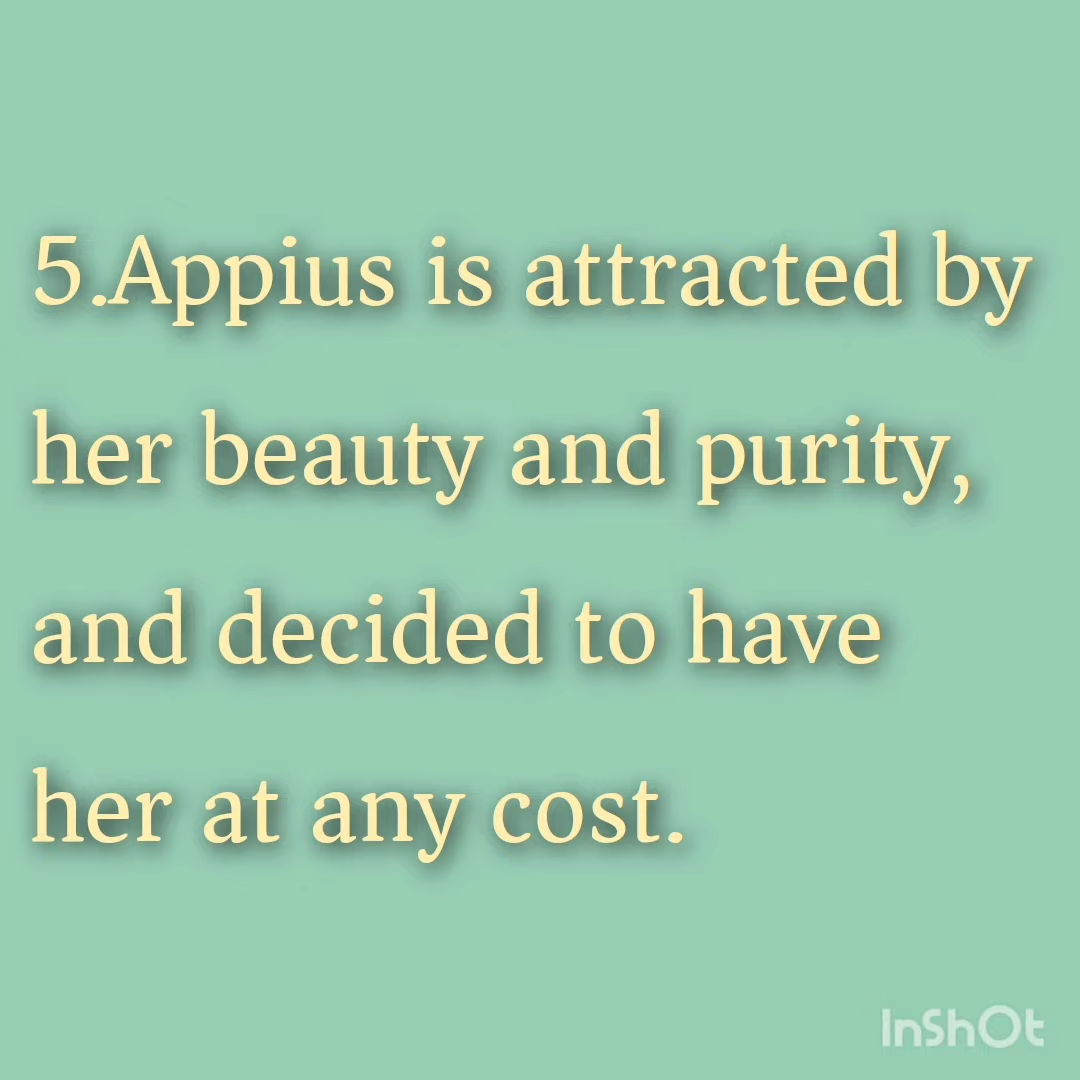 5.Appius is attracted by
her beauty and purity,
and decided to have
her at any cost.
InShOt